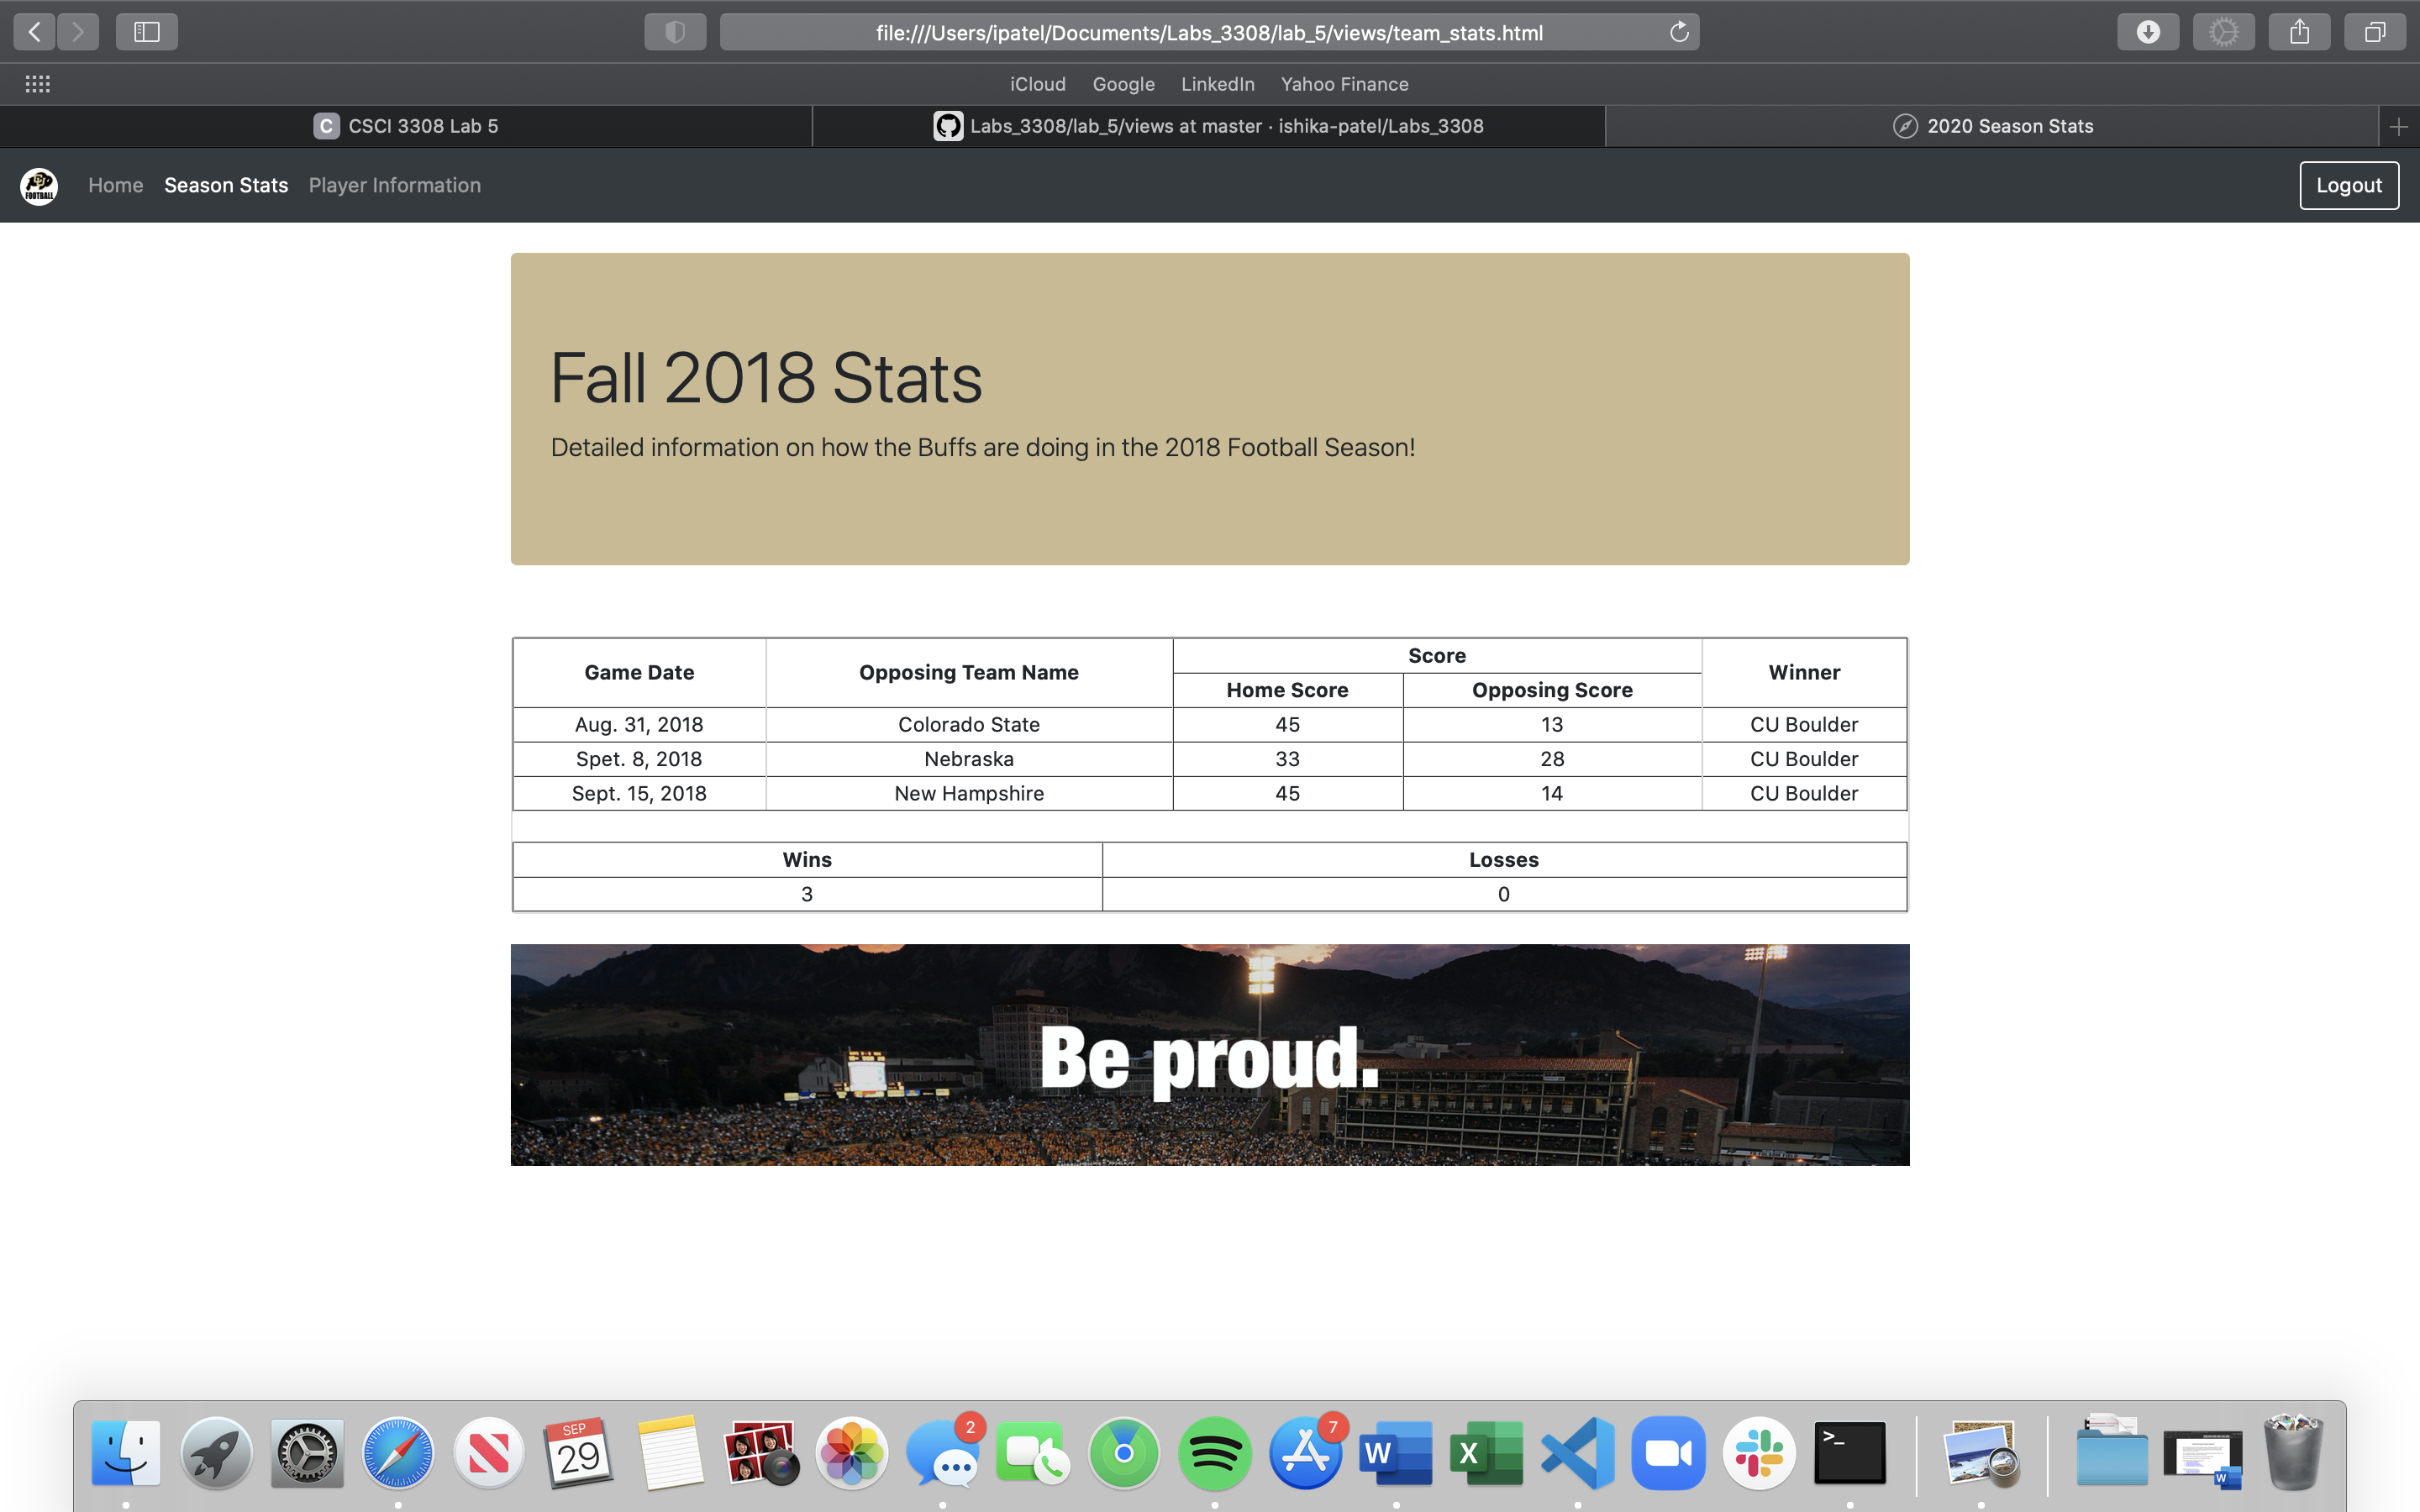 file:///Users/ipatel/Documents/Labs_3308/lab_5/views/team_stats.html
iCloud Google LinkedIn Yahoo Finance
C CSCI 3308 Lab 5
Labs_3308/lab_5/views at master · ishika-patel/Labs_3308
2020 Season Stats
FOOTBALL Home Season Stats Player Information Logout
Fall 2018 Stats
Detailed information on how the Buffs are doing in the 2018 Football Season!
Game Date Opposing Team Name Score Winner
Home Score Opposing Score
Aug. 31, 2018 Colorado State 45 13 CU Boulder
Spet. 8, 2018 Nebraska 33 28 CU Boulder
Sept. 15, 2018 New Hampshire 45 14 CU Boulder
Wins Losses
3 0
Be proud.
SEP
29
2
7
W
X
>_
W